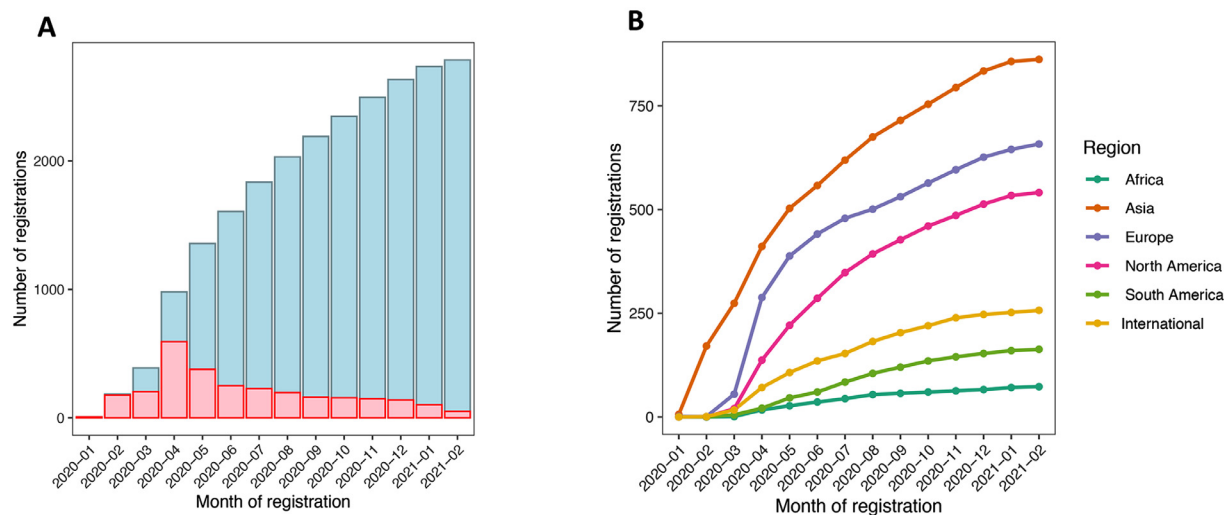 A
Number of registrations
2000
1000
0
2020–01
2020–02
2020–03
2020–04
2020–05
2020–06
2020–07
2020–08
2020–09
2020–10
2020–11
2020–12
2021–01
2021–02
Month of registration
B
Number of registrations
750
500
250
0
2020–01
2020–02
2020–03
2020–04
2020–05
2020–06
2020–07
2020–08
2020–09
2020–10
2020–11
2020–12
2021–01
2021–02
Month of registration
Region
Africa
Asia
Europe
North America
South America
International